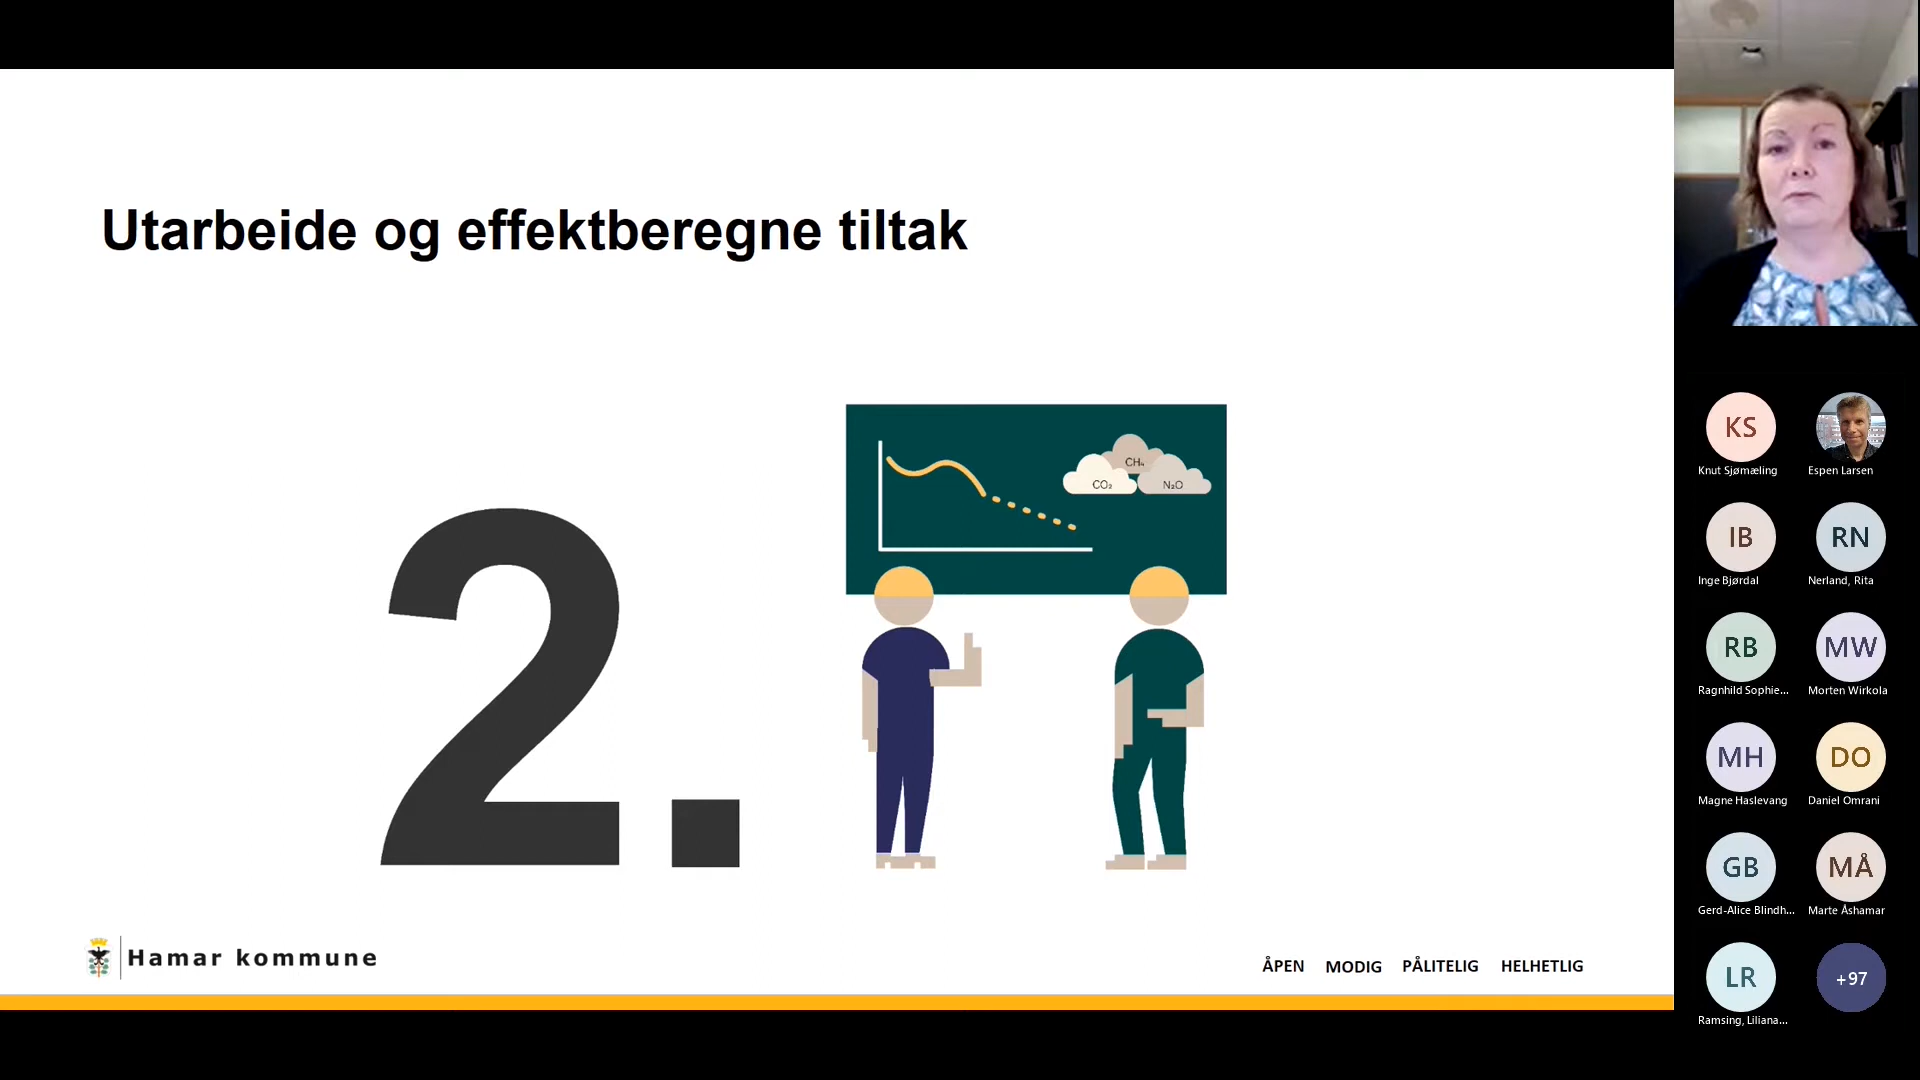 Utarbeide og effektberegne tiltak
CH₄
CO₂
N₂O
2.
Hamar kommune
ÅPEN MODIG PÅLITELIG HELHETLIG
KS
Knut Sjømæling
Espen Larsen
IB
RN
Inge Bjørdal
Nerland, Rita
RB
MW
Ragnhild Sophie...
Morten Wirkola
MH
DO
Magne Haslevang
Daniel Omrani
GB
MÅ
Gerd-Alice Blindh...
Marte Åshamar
LR
+97
Ramsing, Liliana...